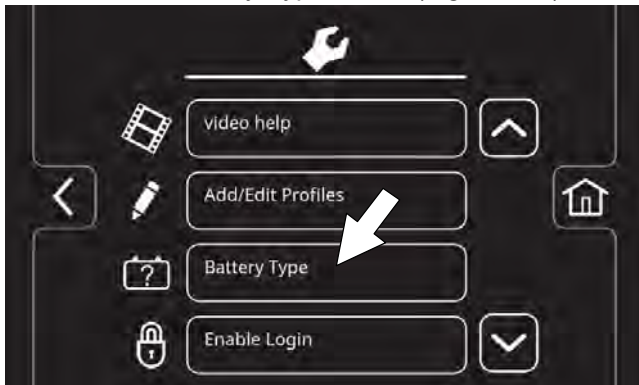 video help
Add/Edit Profiles
Battery Type
?
Enable Login